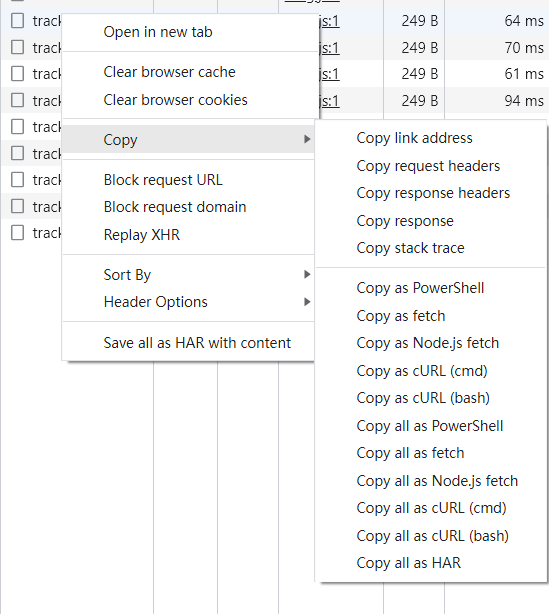 track
js:1 249 B 64 ms
js:1 249 B 70 ms
js:1 249 B 61 ms
js:1 249 B 94 ms
track
track
track
track
track
Open in new tab
Clear browser cache
Clear browser cookies
Copy
Block request URL
Block request domain
Replay XHR
Sort By
Header Options
Save all as HAR with content
Copy link address
Copy request headers
Copy response headers
Copy response
Copy stack trace
Copy as PowerShell
Copy as fetch
Copy as Node.js fetch
Copy as cURL (cmd)
Copy as cURL (bash)
Copy all as PowerShell
Copy all as fetch
Copy all as Node.js fetch
Copy all as cURL (cmd)
Copy all as cURL (bash)
Copy all as HAR